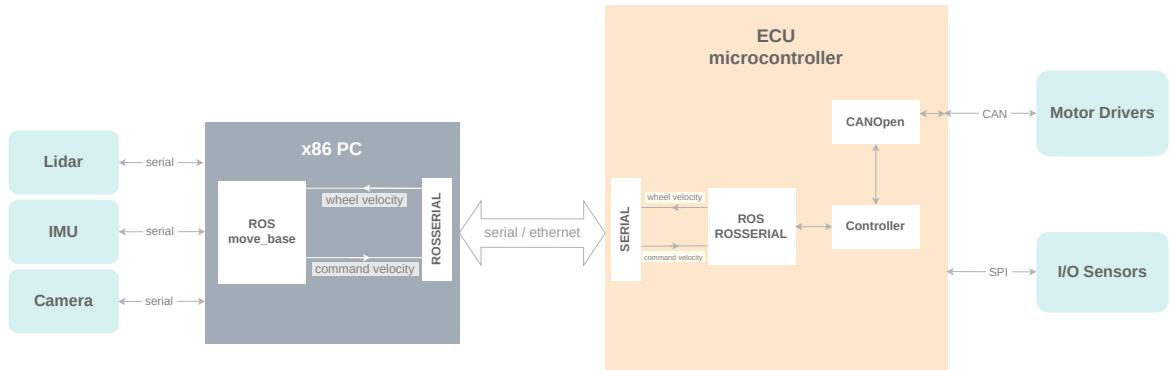 ECU
microcontroller
CANOpen
CAN
Motor Drivers
x86 PC
Lidar
serial
wheel velocity
ROS
move_base
ROSSERIAL
IMU
serial
command velocity
Camera
serial
serial / ethernet
SERIAL
wheel velocity
ROS
ROSSERIAL
command velocity
Controller
SPI
I/O Sensors